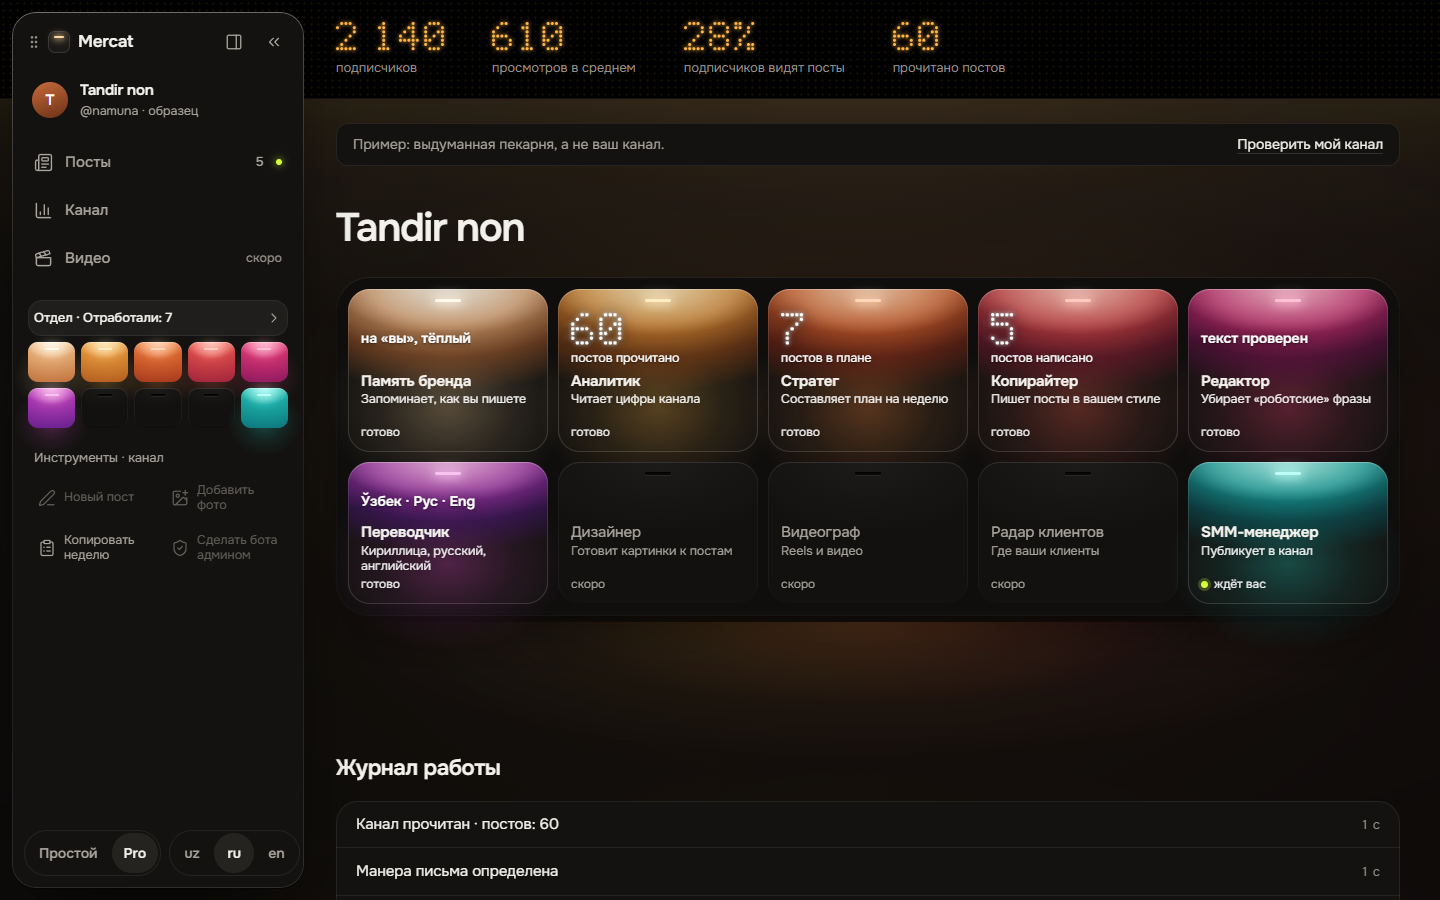 Mercat
Tandir non
@namuna · образец
Посты 5
Канал
Видео скоро
Отдел · Отработали: 7
Инструменты · канал
Новый пост
Добавить фото
Копировать неделю
Сделать бота админом
Простой Pro
uz ru en
2 140
подписчиков
610
просмотров в среднем
28%
подписчиков видят посты
60
прочитано постов
Пример: выдуманная пекарня, а не ваш канал.
Проверить мой канал
Tandir non
на «вы», тёплый
Память бренда
Запоминает, как вы пишете
готово
60
постов прочитано
Аналитик
Читает цифры канала
готово
7
постов в плане
Стратег
Составляет план на неделю
готово
5
постов написано
Копирайтер
Пишет посты в вашем стиле
готово
текст проверен
Редактор
Убирает «роботские» фразы
готово
Ўзбек · Рус · Eng
Переводчик
Кириллица, русский,
английский
готово
Дизайнер
Готовит картинки к постам
скоро
Видеограф
Reels и видео
скоро
Радар клиентов
Где ваши клиенты
скоро
SMM-менеджер
Публикует в канал
ждёт вас
Журнал работы
Канал прочитан · постов: 60 1 с
Манера письма определена 1 с